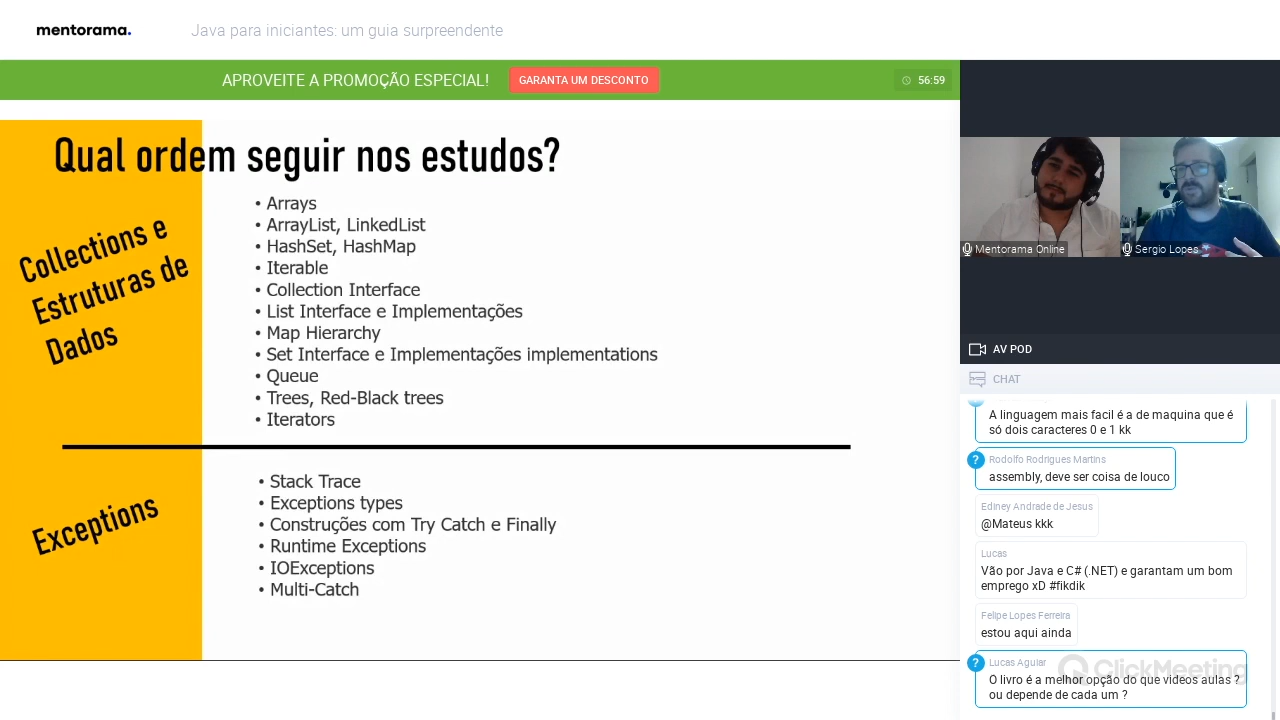 mentorama.
Java para iniciantes: um guia surpreendente
APROVEITE A PROMOÇÃO ESPECIAL!
GARANTA UM DESCONTO
56:59
Qual ordem seguir nos estudos?
Collections e
Estruturas de
Dados
• Arrays
• ArrayList, LinkedList
• HashSet, HashMap
• Iterable
• Collection Interface
• List Interface e Implementações
• Map Hierarchy
• Set Interface e Implementações implementations
• Queue
• Trees, Red-Black trees
• Iterators
Exceptions
• Stack Trace
• Exceptions types
• Construções com Try Catch e Finally
• Runtime Exceptions
• IOExceptions
• Multi-Catch
Mentorama Online
Sergio Lopes
AV POD
CHAT
A linguagem mais facil é a de maquina que é
só dois caracteres 0 e 1 kk
?
Rodolfo Rodrigues Martins
assembly, deve ser coisa de louco
Ediney Andrade de Jesus
@Mateus kkk
Lucas
Vão por Java e C# (.NET) e garantam um bom
emprego xD #fikdik
Felipe Lopes Ferreira
estou aqui ainda
?
Lucas Aguiar
O livro é a melhor opção do que videos aulas ?
ou depende de cada um ?
ClickMeeting